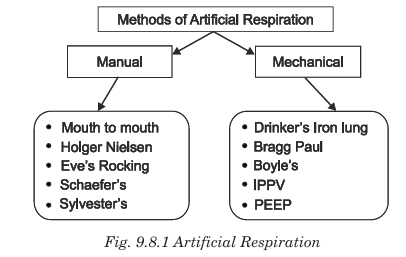 Methods of Artificial Respiration
Manual
Mechanical
• Mouth to mouth
• Holger Nielsen
• Eve's Rocking
• Schaefer's
• Sylvester's
• Drinker's Iron lung
• Bragg Paul
• Boyle's
• IPPV
• PEEP
Fig. 9.8.1 Artificial Respiration